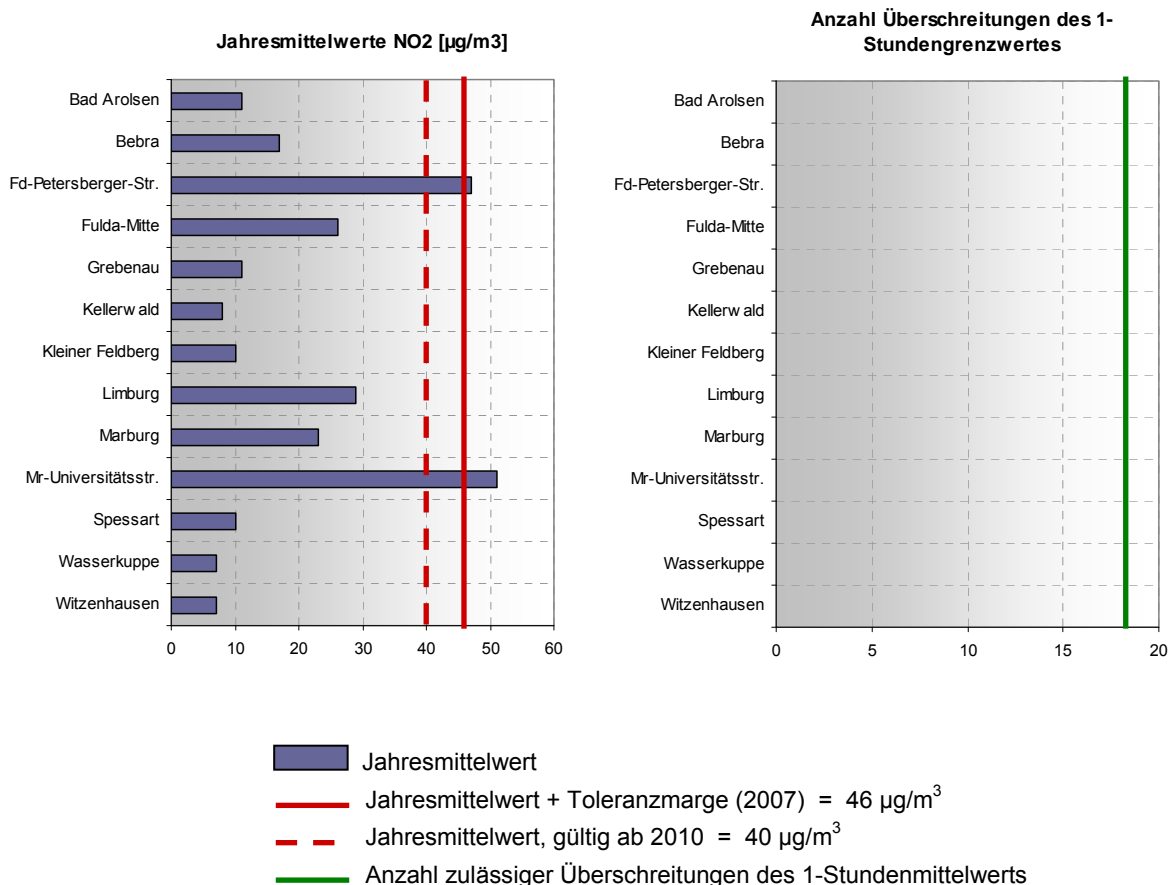 Jahresmittelwerte NO2 [µg/m3]
Bad Arolsen
Bebra
Fd-Petersberger-Str.
Fulda-Mitte
Grebenau
Kellerwald
Kleiner Feldberg
Limburg
Marburg
Mr-Universitätsstr.
Spessart
Wasserkuppe
Witzenhausen
0 10 20 30 40 50 60
Anzahl Überschreitungen des 1-
Stundengrenzwertes
Bad Arolsen
Bebra
Fd-Petersberger-Str.
Fulda-Mitte
Grebenau
Kellerwald
Kleiner Feldberg
Limburg
Marburg
Mr-Universitätsstr.
Spessart
Wasserkuppe
Witzenhausen
0 5 10 15 20
Jahresmittelwert
Jahresmittelwert + Toleranzmarge (2007) = 46 µg/m³
Jahresmittelwert, gültig ab 2010 = 40 µg/m³
Anzahl zulässiger Überschreitungen des 1-Stundenmittelwerts